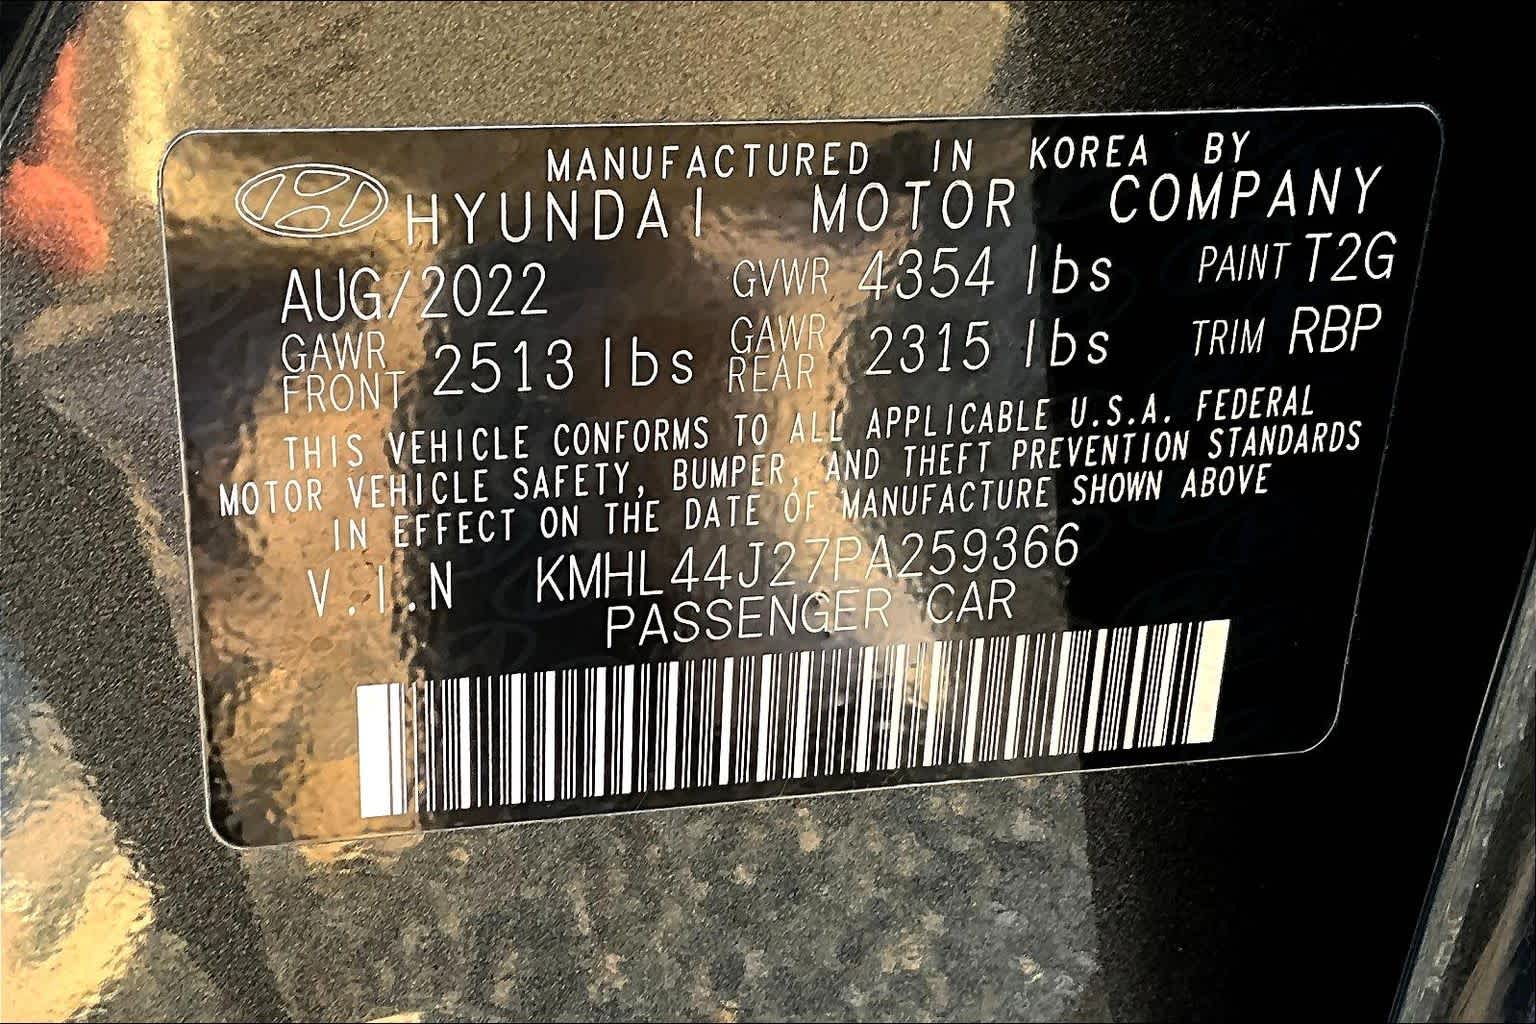 MANUFACTURED IN KOREA BY
HYUNDAI MOTOR COMPANY
AUG/2022 GVWR 4354 lbs PAINT T2G
GAWR FRONT 2513 lbs GAWR REAR 2315 lbs TRIM RBP
THIS VEHICLE CONFORMS TO ALL APPLICABLE U.S.A. FEDERAL
MOTOR VEHICLE SAFETY, BUMPER, AND THEFT PREVENTION STANDARDS
IN EFFECT ON THE DATE OF MANUFACTURE SHOWN ABOVE
V.I.N KMHL44J27PA259366
PASSENGER CAR